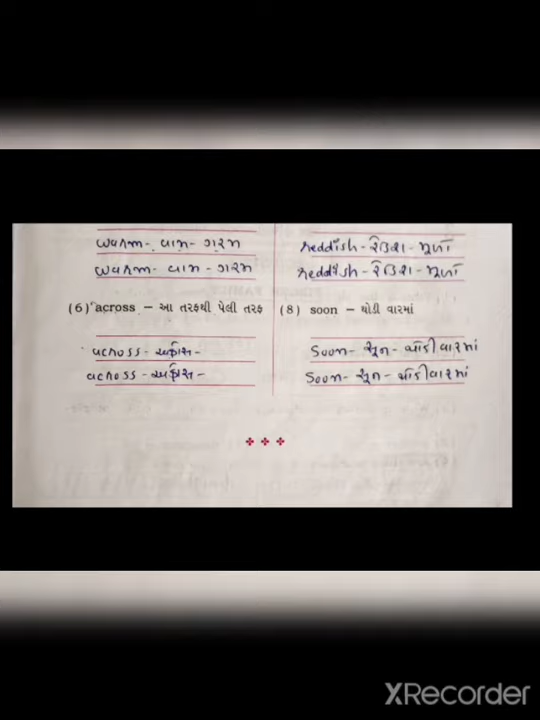 warm - વામ - ગરમ
warm - વામ - ગરમ
(6) across – આ તરફથી પેલી તરફ
across - અક્રોસ -
across - અક્રોસ -
reddish - રેડિશ - મૂળા
reddish - રેડિશ - મૂળા
(8) soon – થોડી વારમાં
Soon - સૂન - થોડીવારમાં
Soon - સૂન - થોડીવારમાં
XRecorder